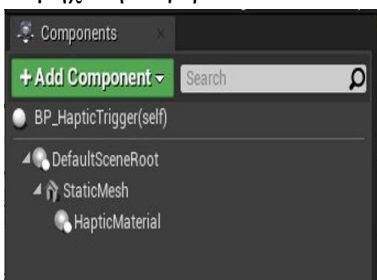 Components
+Add Component
Search
BP_HapticTrigger(self)
DefaultSceneRoot
StaticMesh
HapticMaterial